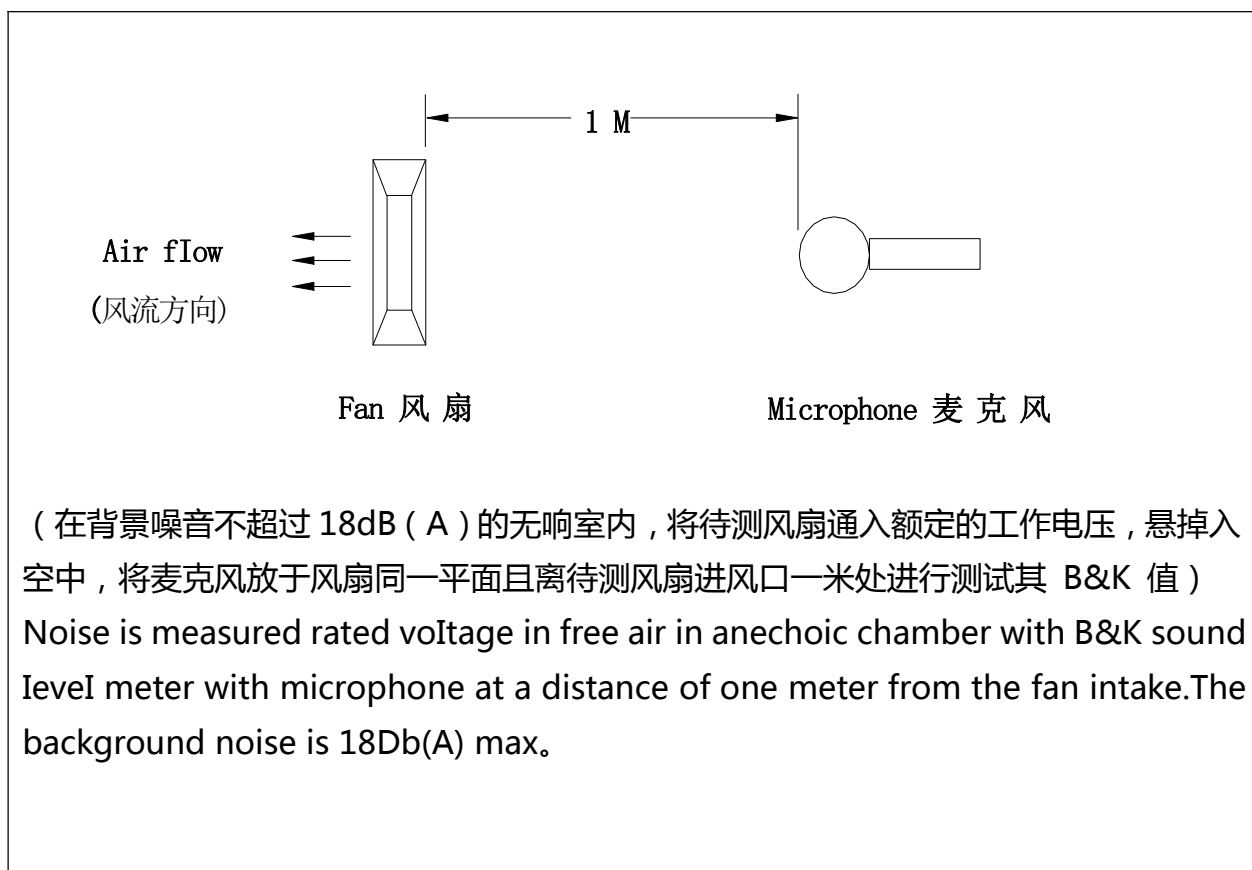 1 M
Air fIow
(风流方向)
Fan 风 扇
Microphone 麦 克 风
（在背景噪音不超过 18dB（A）的无响室内，将待测风扇通入额定的工作电压，悬掉入
空中，将麦克风放于风扇同一平面且离待测风扇进风口一米处进行测试其 B&K 值）
Noise is measured rated voItage in free air in anechoic chamber with B&K sound
IeveI meter with microphone at a distance of one meter from the fan intake.The
background noise is 18Db(A) max。